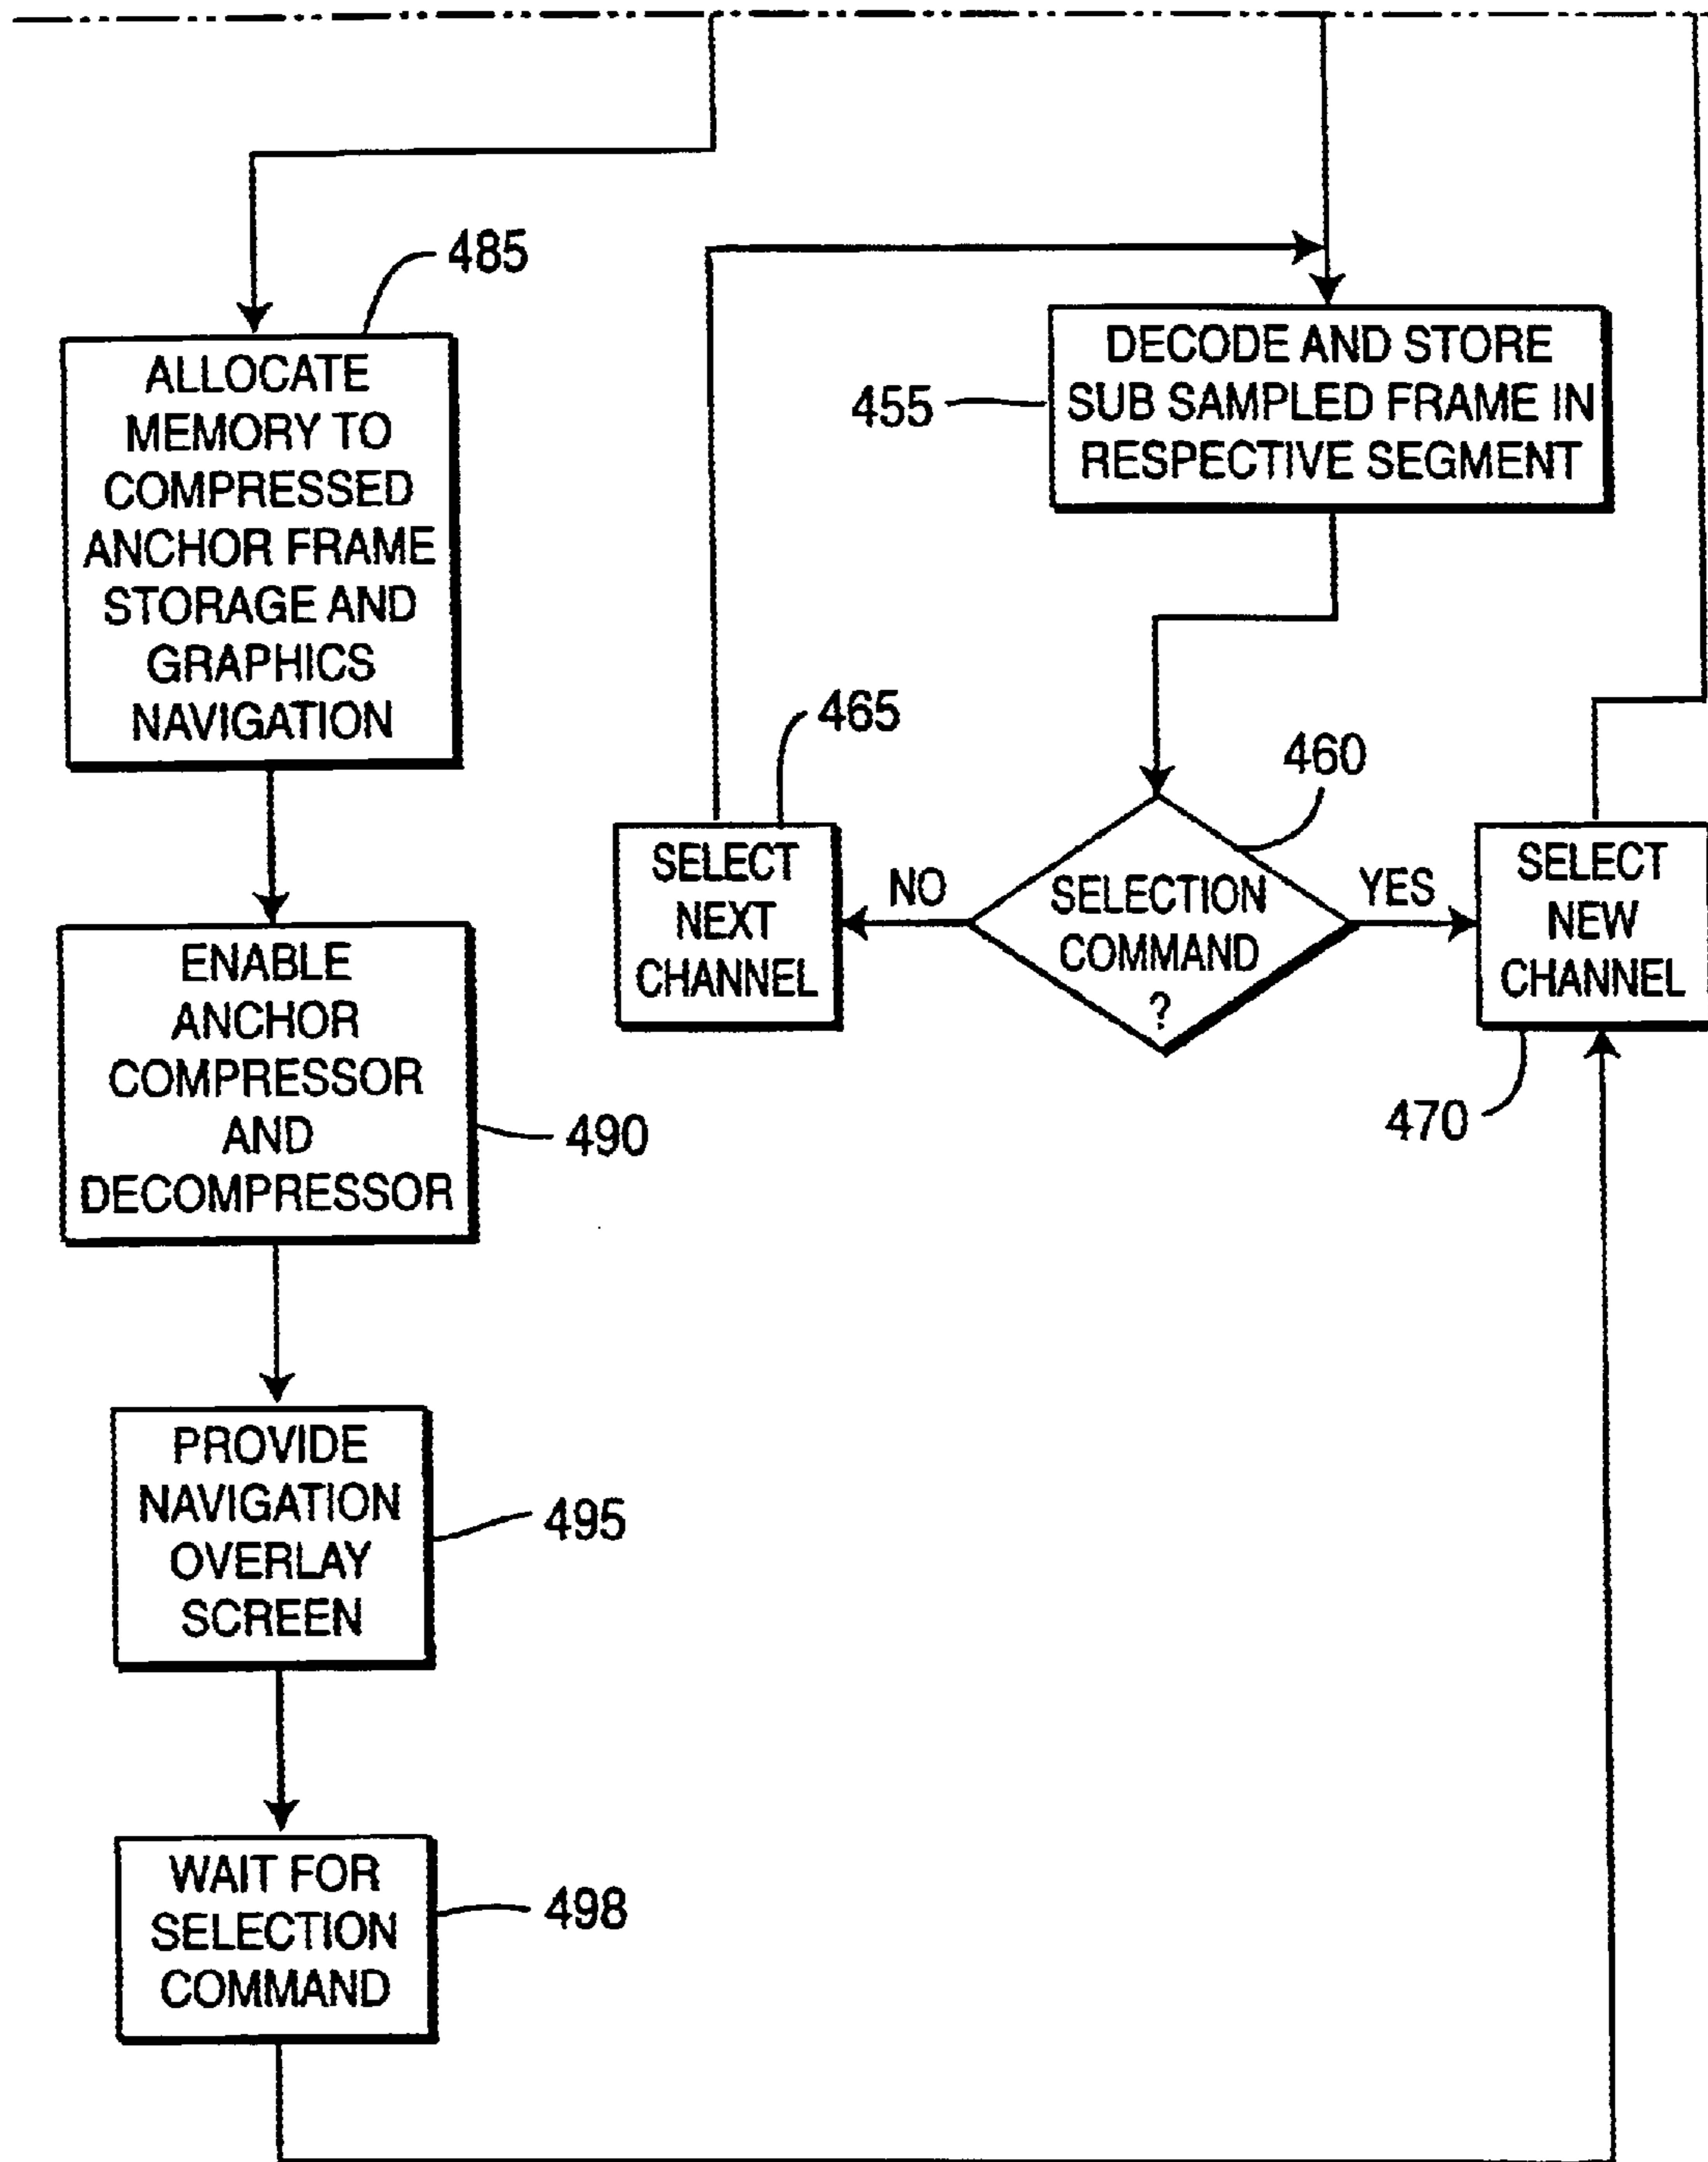 485
ALLOCATE
MEMORY TO
COMPRESSED
ANCHOR FRAME
STORAGE AND
GRAPHICS
NAVIGATION
ENABLE
ANCHOR
COMPRESSOR
AND
DECOMPRESSOR
490
PROVIDE
NAVIGATION
OVERLAY
SCREEN
495
WAIT FOR
SELECTION
COMMAND
498
455
DECODE AND STORE
SUB SAMPLED FRAME IN
RESPECTIVE SEGMENT
460
SELECTION
COMMAND
?
NO
465
SELECT
NEXT
CHANNEL
YES
SELECT
NEW
CHANNEL
470